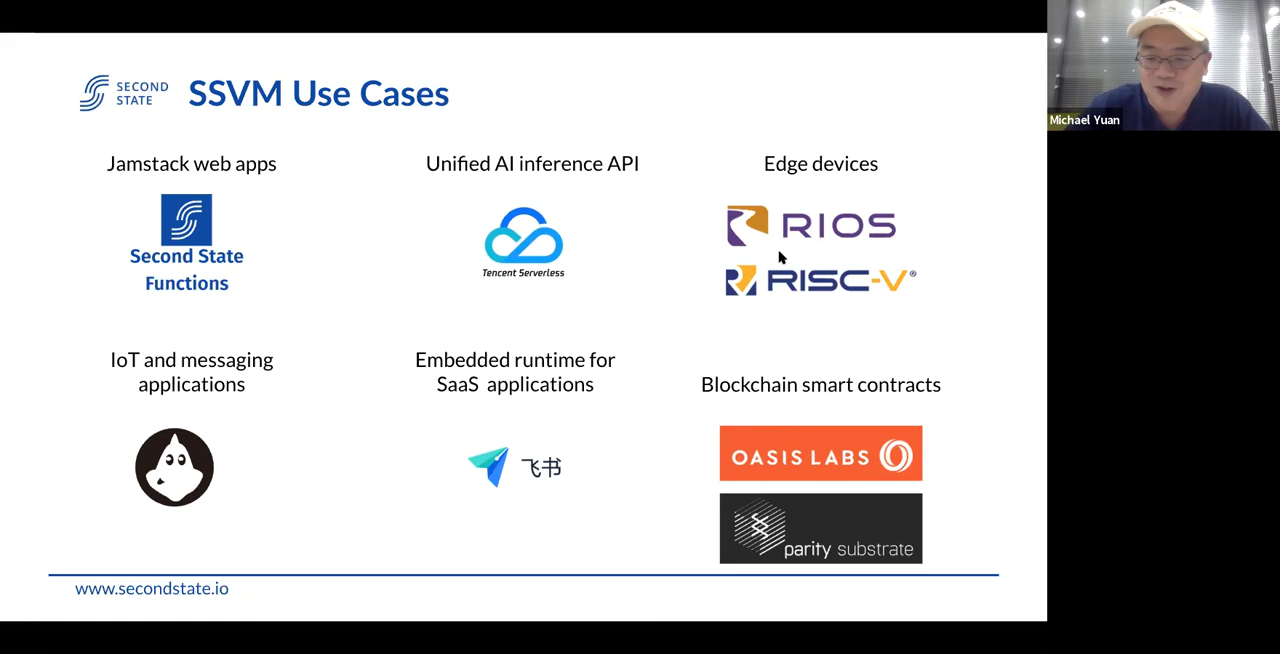 SECOND
STATE
SSVM Use Cases
Michael Yuan
Jamstack web apps
Unified AI inference API
Edge devices
Second State
Functions
Tencent Serverless
RIOS
RISC-V®
IoT and messaging
applications
Embedded runtime for
SaaS applications
Blockchain smart contracts
飞书
OASIS LABS
parity substrate
www.secondstate.io